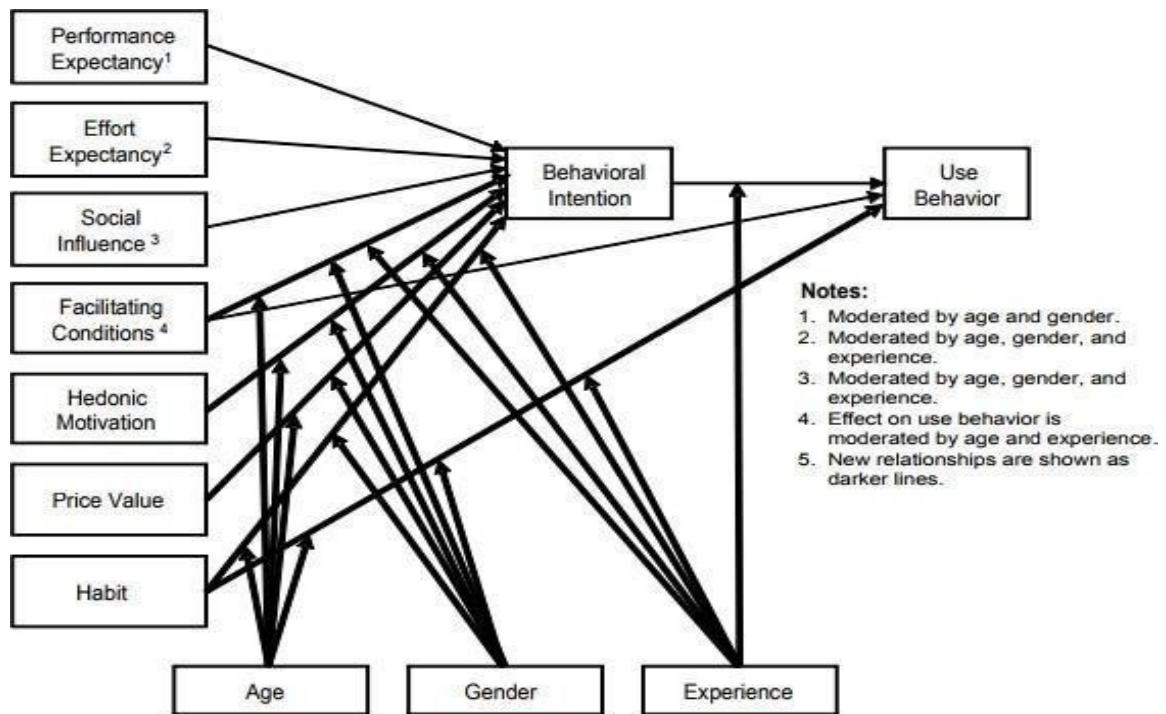 Performance
Expectancy¹
Effort
Expectancy²
Social
Influence ³
Facilitating
Conditions ⁴
Hedonic
Motivation
Price Value
Habit
Behavioral
Intention
Use
Behavior
Notes:
1. Moderated by age and gender.
2. Moderated by age, gender, and
experience.
3. Moderated by age, gender, and
experience.
4. Effect on use behavior is
moderated by age and experience.
5. New relationships are shown as
darker lines.
Age
Gender
Experience